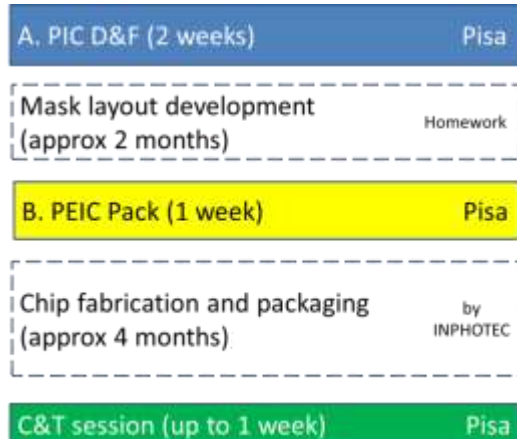 A. PIC D&F (2 weeks) Pisa
Mask layout development
(approx 2 months)
Homework
B. PEIC Pack (1 week) Pisa
Chip fabrication and packaging
(approx 4 months)
by
INPHOTEC
C&T session (up to 1 week) Pisa